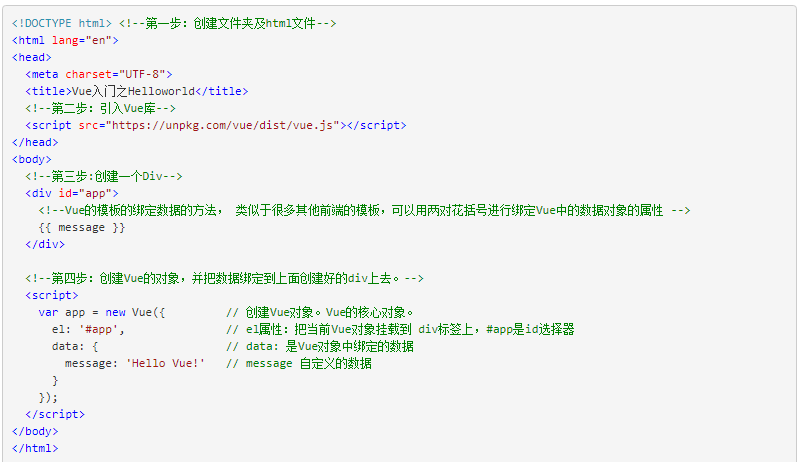 <!DOCTYPE html> <!--第一步：创建文件夹及html文件-->
<html lang="en">
<head>
  <meta charset="UTF-8">
  <title>Vue入门之Helloworld</title>
  <!--第二步：引入Vue库-->
  <script src="https://unpkg.com/vue/dist/vue.js"></script>
</head>
<body>
  <!--第三步:创建一个Div-->
  <div id="app">
    <!--Vue的模板的绑定数据的方法， 类似于很多其他前端的模板，可以用两对花括号进行绑定Vue中的数据对象的属性 -->
    {{ message }}
  </div>

  <!--第四步：创建Vue的对象，并把数据绑定到上面创建好的div上去。-->
  <script>
    var app = new Vue({         // 创建Vue对象。Vue的核心对象。
      el: '#app',               // el属性：把当前Vue对象挂载到 div标签上，#app是id选择器
      data: {                   // data: 是Vue对象中绑定的数据
        message: 'Hello Vue!'   // message 自定义的数据
      }
    });
  </script>
</body>
</html>